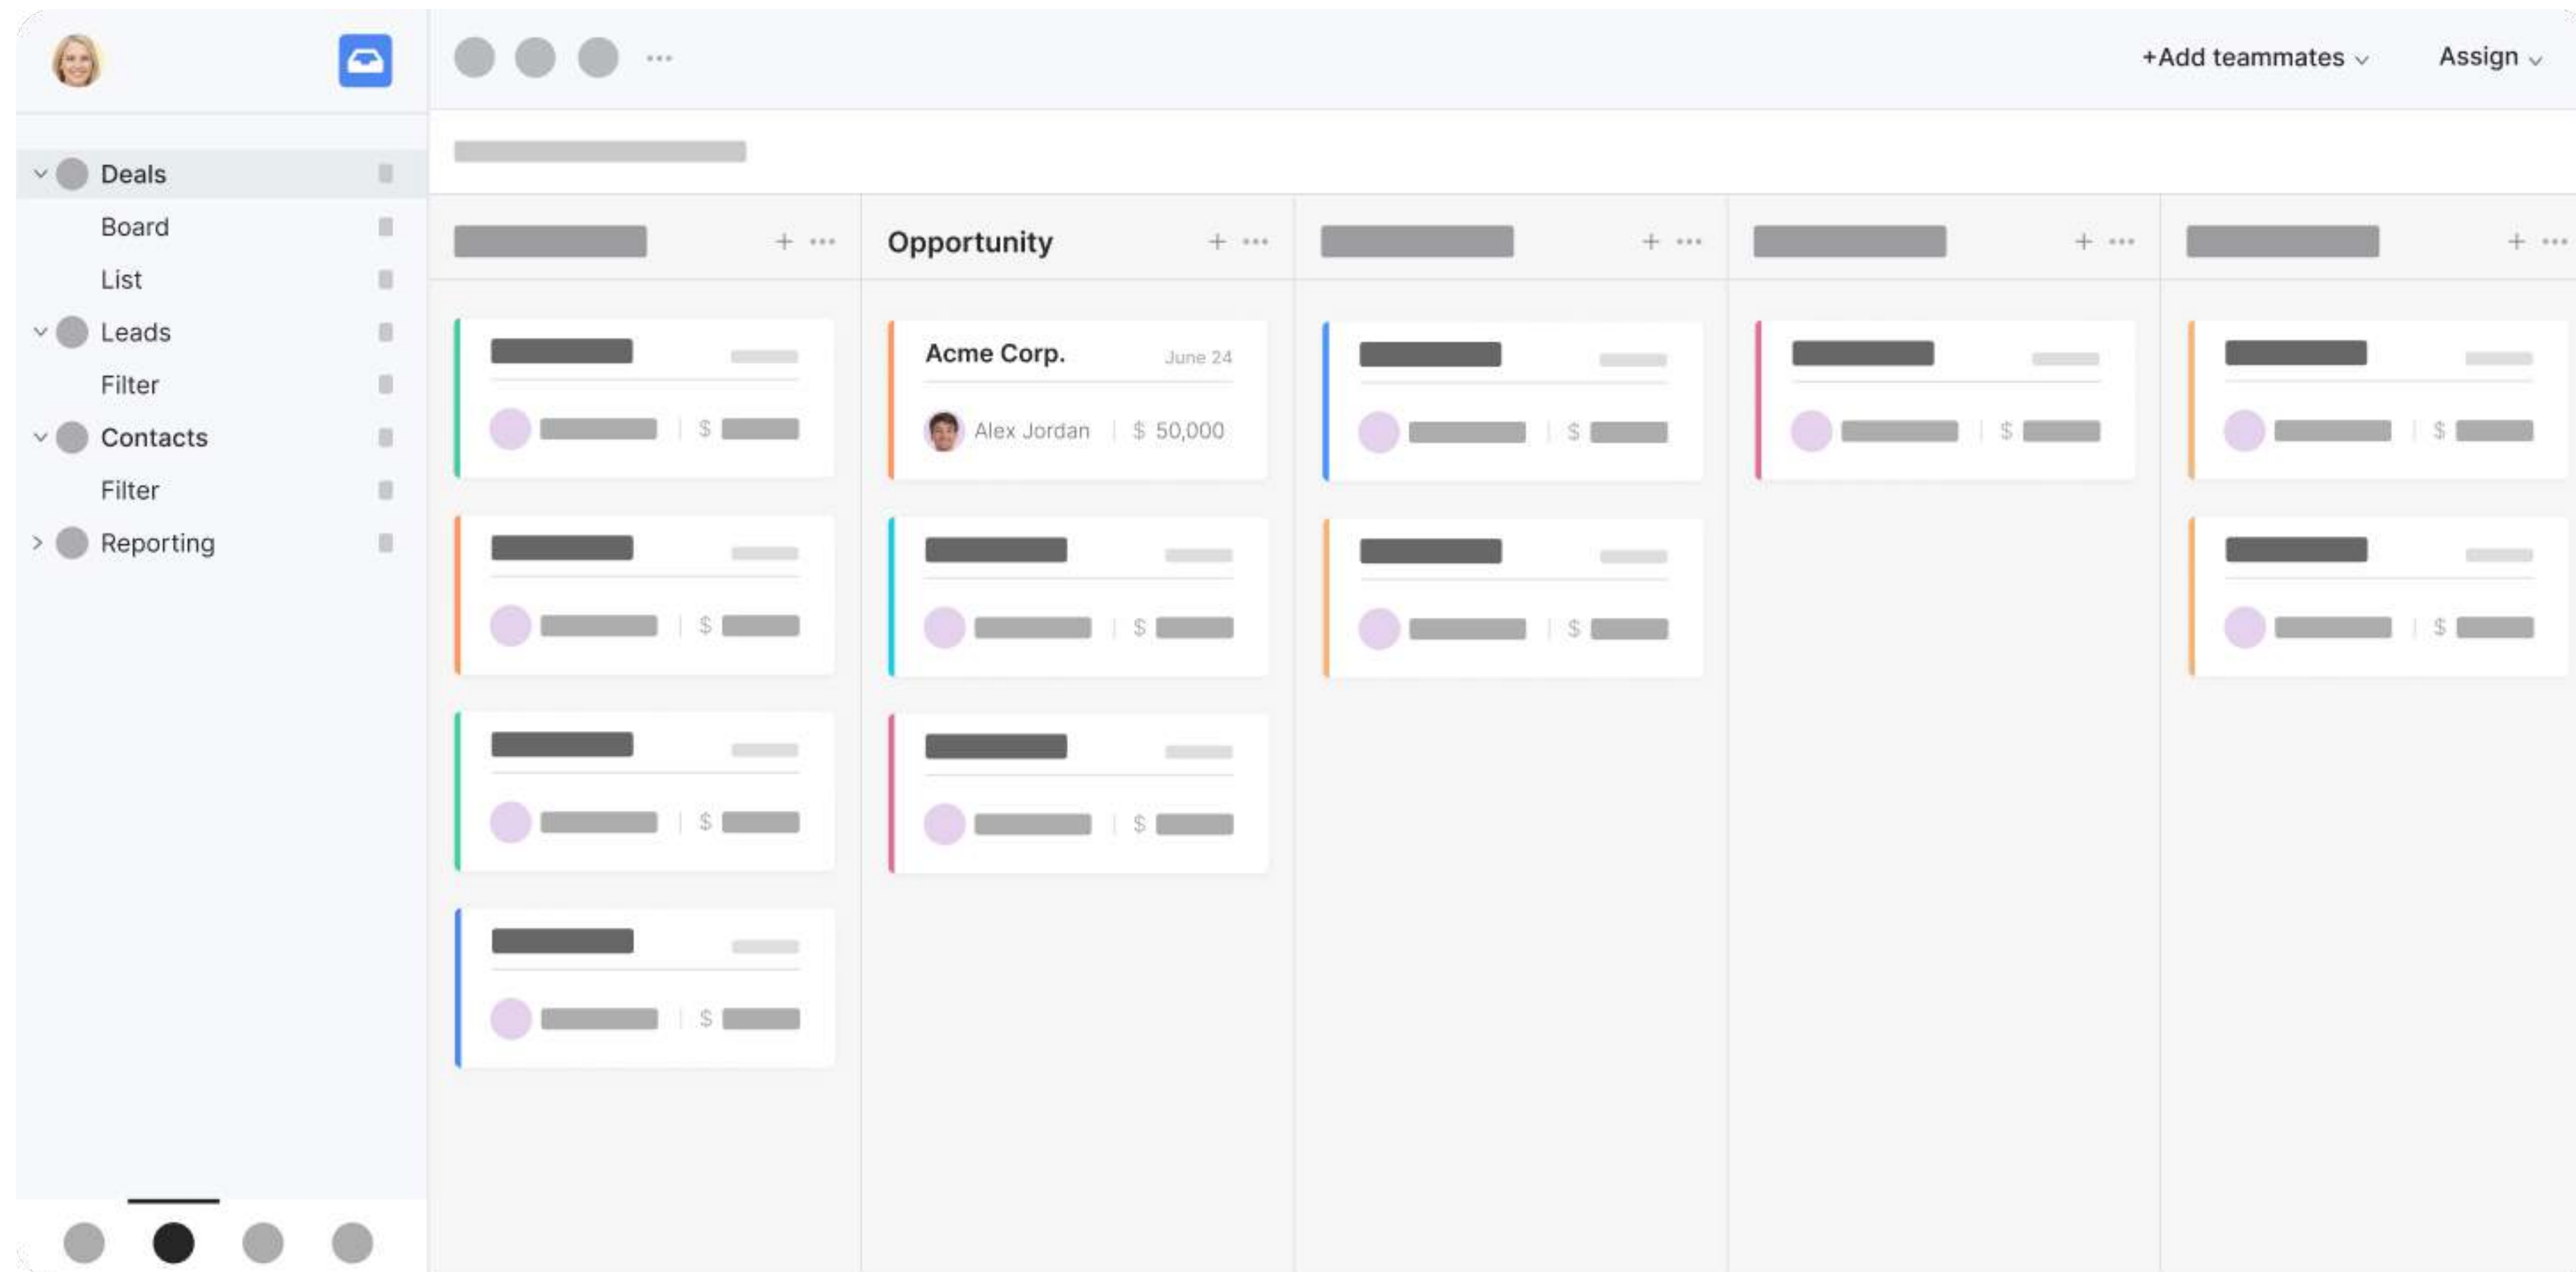 +Add teammates
Assign
Deals
Board
List
Leads
Filter
Contacts
Filter
Reporting
Opportunity
Acme Corp. June 24
Alex Jordan | $ 50,000
$
$
$
$
$
$
$
$
$
$
$